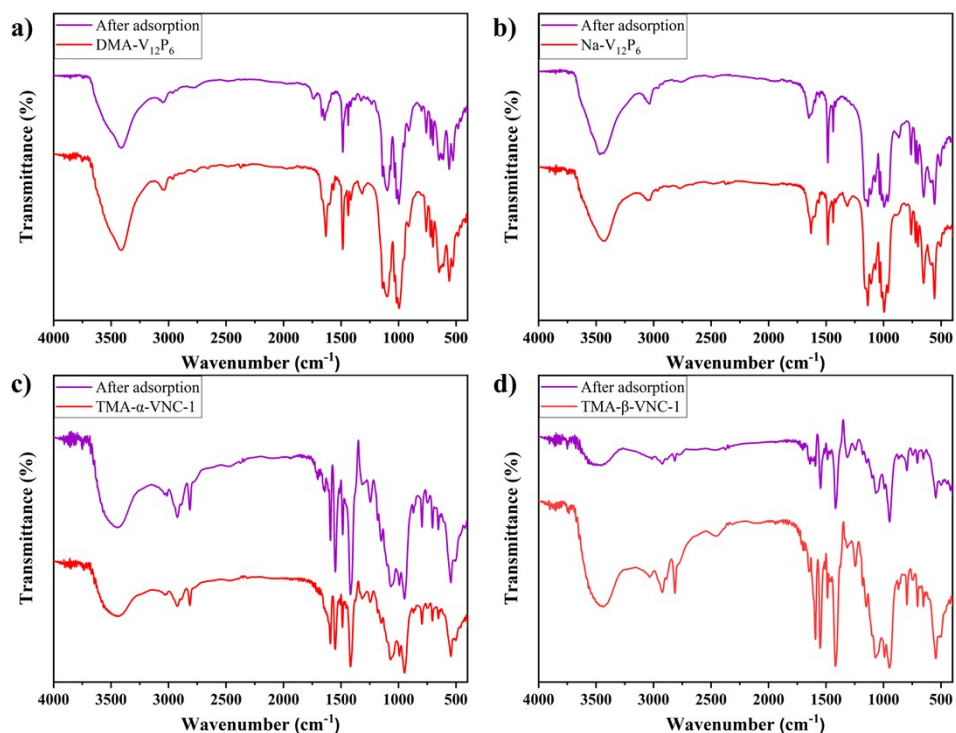 a)
After adsorption
DMA-V₁₂P₆
Transmittance (%)
4000 3500 3000 2500 2000 1500 1000 500
Wavenumber (cm⁻¹)
b)
After adsorption
Na-V₁₂P₆
Transmittance (%)
4000 3500 3000 2500 2000 1500 1000 500
Wavenumber (cm⁻¹)
c)
After adsorption
TMA-α-VNC-1
Transmittance (%)
4000 3500 3000 2500 2000 1500 1000 500
Wavenumber (cm⁻¹)
d)
After adsorption
TMA-β-VNC-1
Transmittance (%)
4000 3500 3000 2500 2000 1500 1000 500
Wavenumber (cm⁻¹)